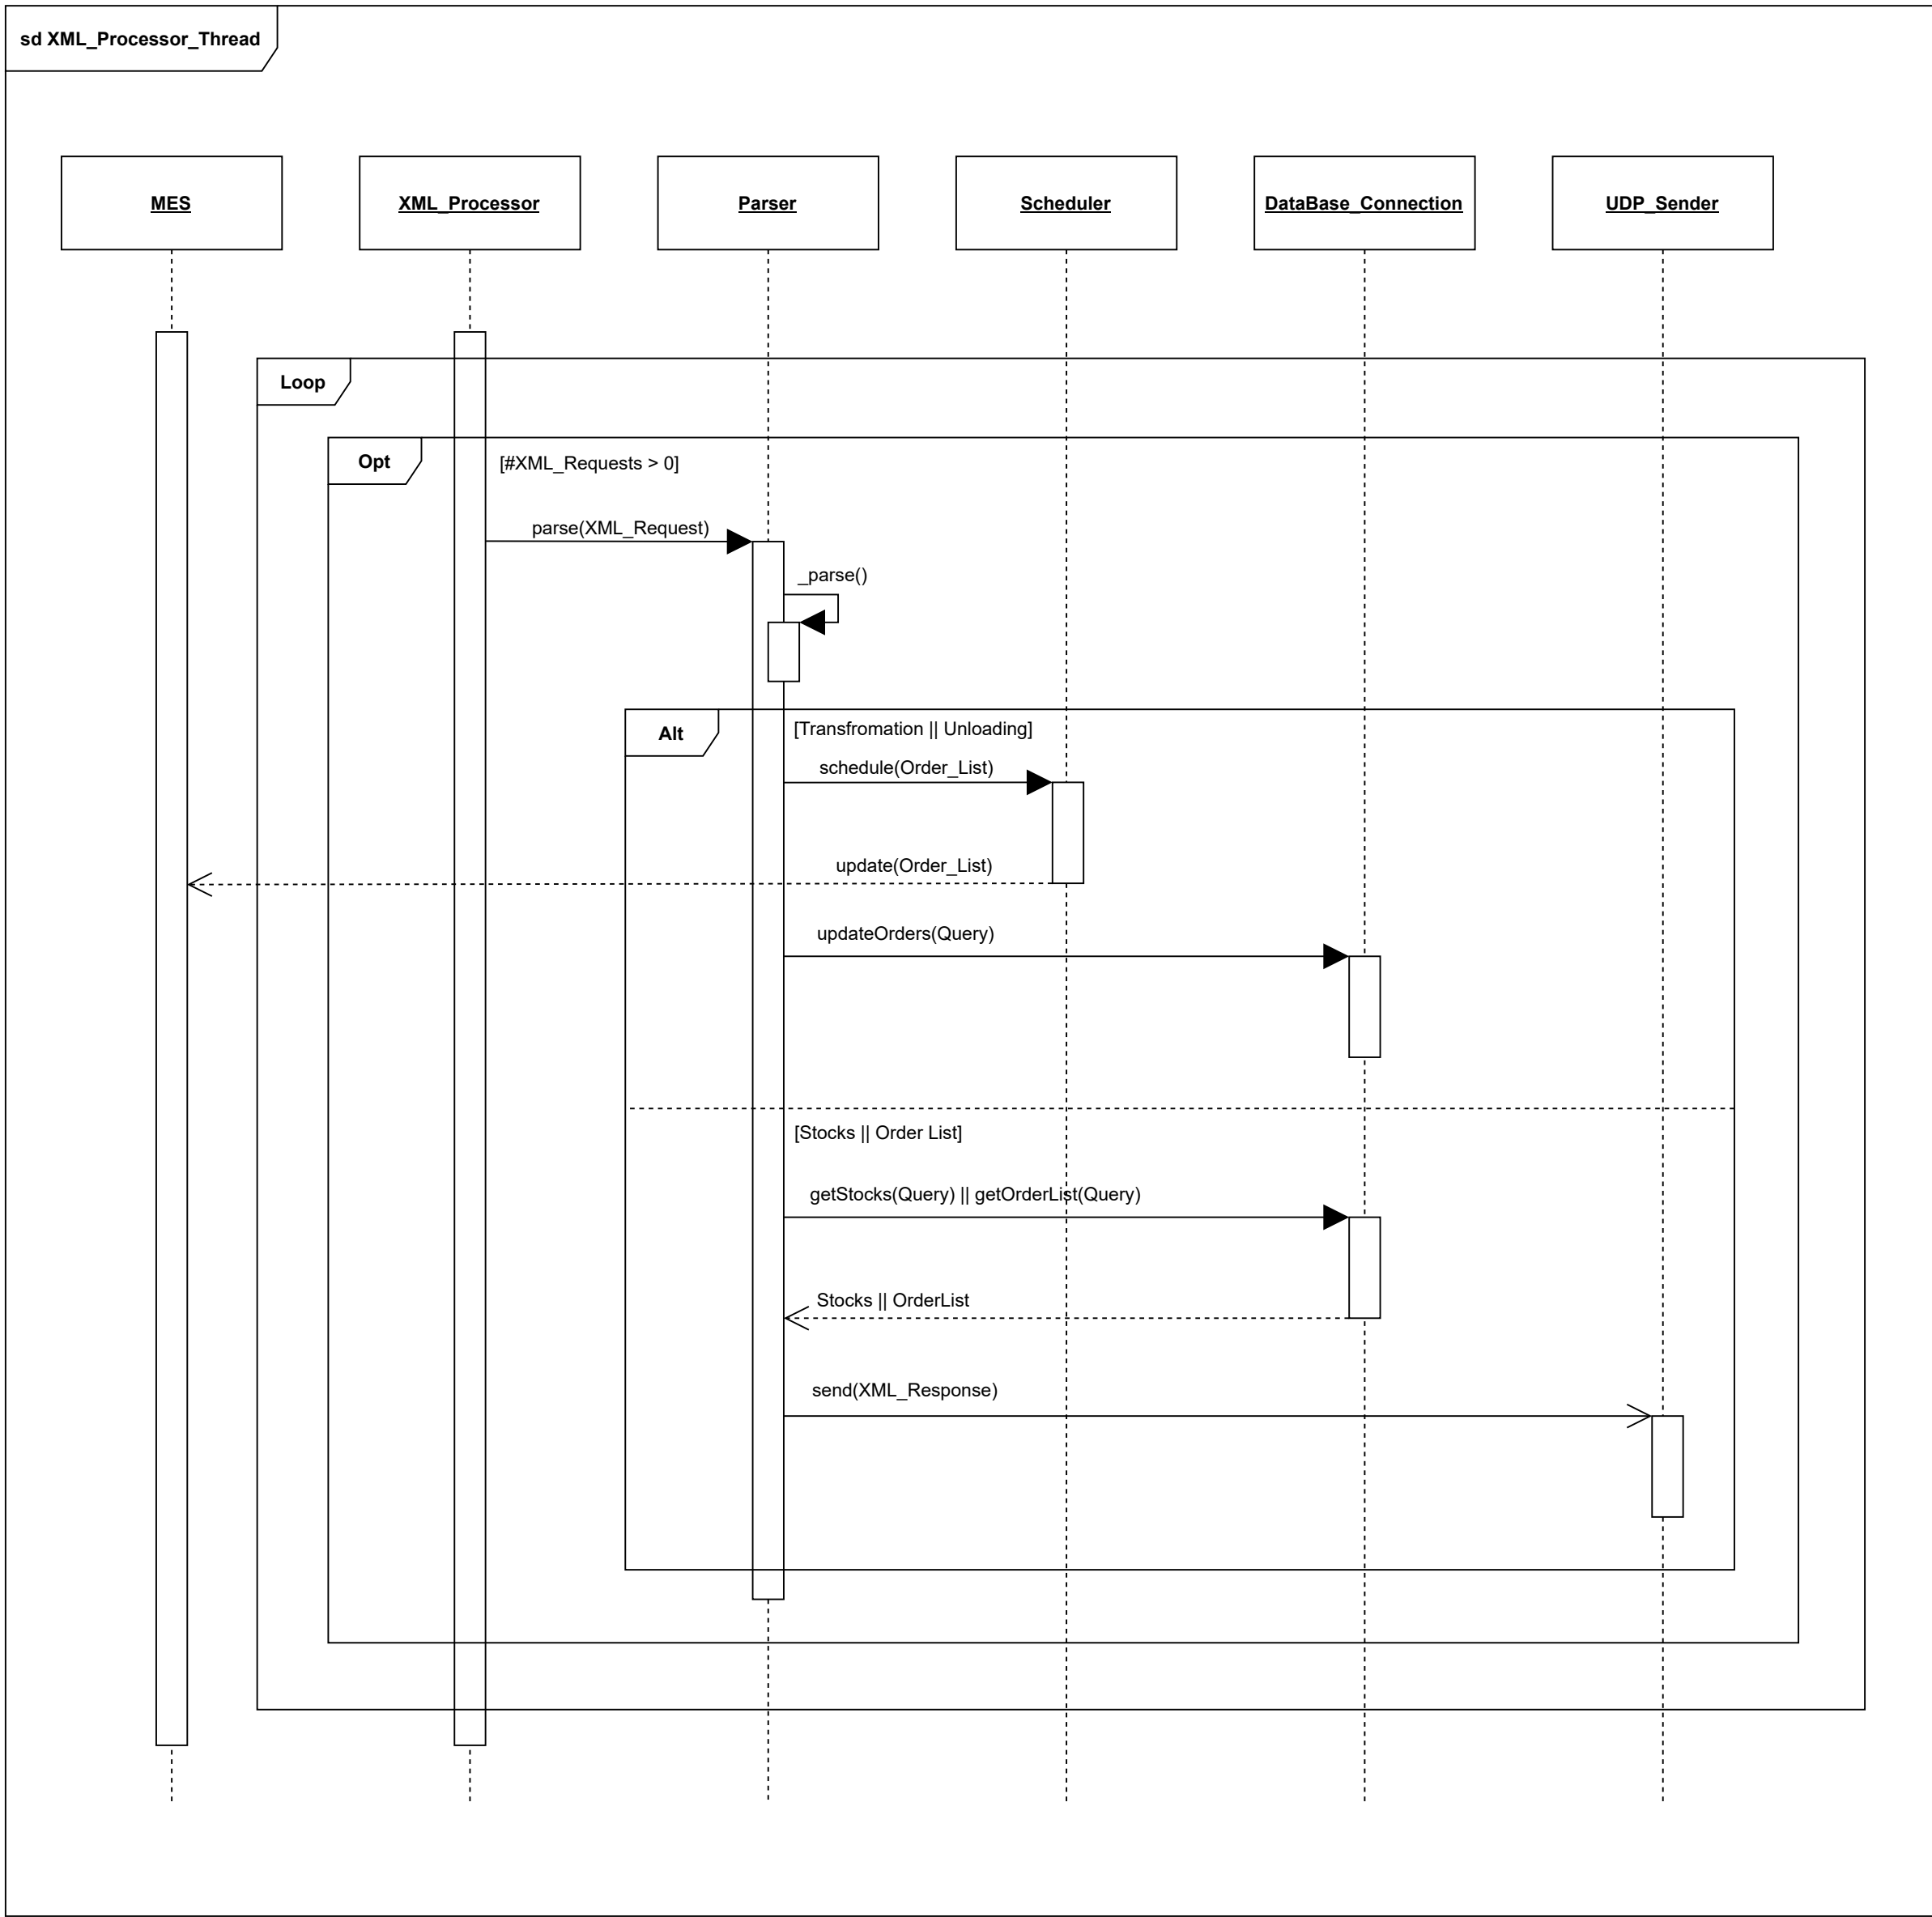 sd XML_Processor_Thread
MES
XML_Processor
Parser
Scheduler
DataBase_Connection
UDP_Sender
Loop
Opt
[#XML_Requests > 0]
parse(XML_Request)
_parse()
Alt
[Transfromation || Unloading]
schedule(Order_List)
update(Order_List)
updateOrders(Query)
[Stocks || Order List]
getStocks(Query) || getOrderList(Query)
Stocks || OrderList
send(XML_Response)